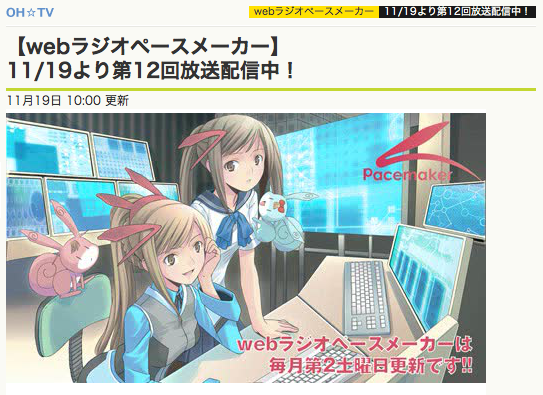 OH☆TV
webラジオペースメーカー 11/19より第12回放送配信中！
【webラジオペースメーカー】
11/19より第12回放送配信中！
11月19日 10:00 更新
Pacemaker
webラジオペースメーカーは
毎月第2土曜日更新です!!